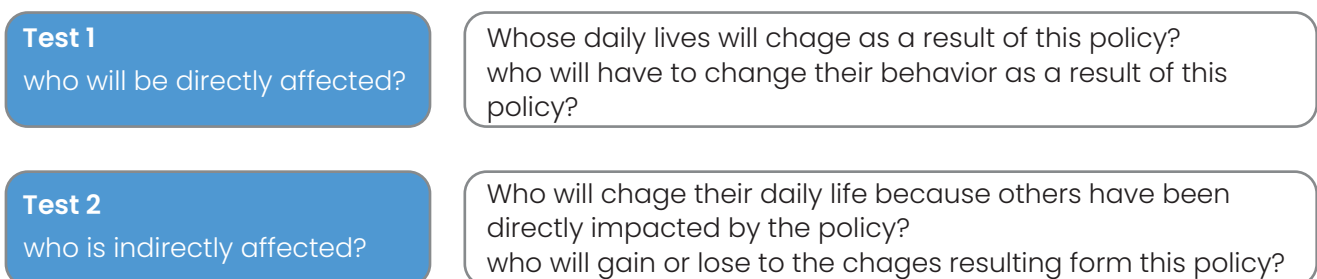 Test 1
who will be directly affected?
Whose daily lives will chage as a result of this policy?
who will have to change their behavior as a result of this
policy?
Test 2
who is indirectly affected?
Who will chage their daily life because others have been
directly impacted by the policy?
who will gain or lose to the chages resulting form this policy?